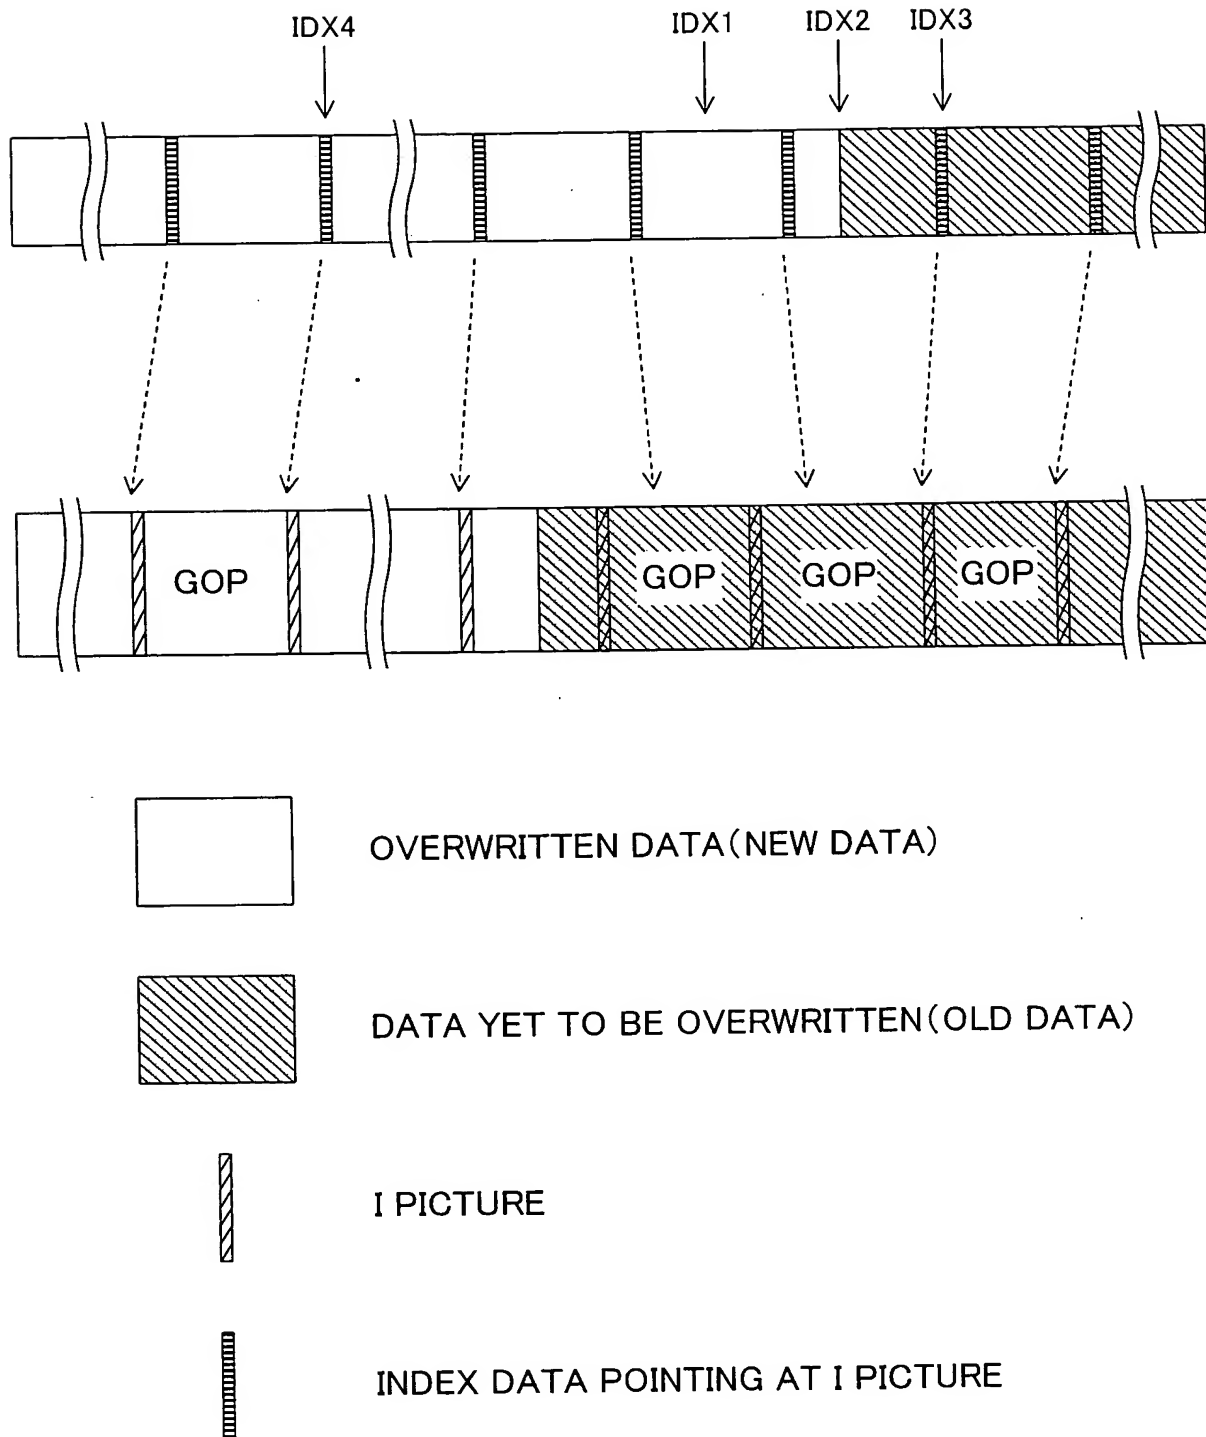 IDX4 IDX1 IDX2 IDX3
GOP GOP GOP GOP
OVERWRITTEN DATA(NEW DATA)
DATA YET TO BE OVERWRITTEN(OLD DATA)
I PICTURE
INDEX DATA POINTING AT I PICTURE